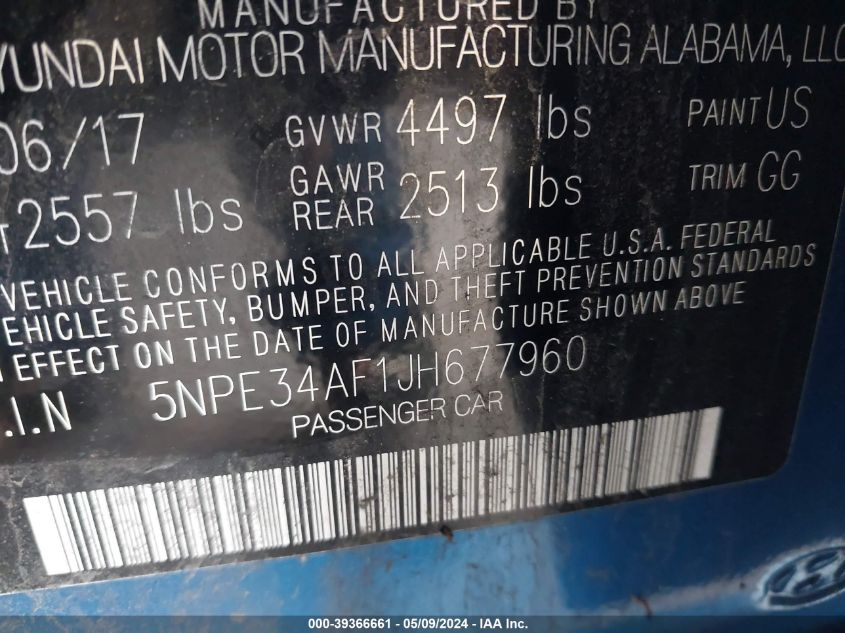 MANUFACTURED BY
YUNDAI MOTOR MANUFACTURING ALABAMA, LLC
06/17 GVWR 4497 lbs PAINT US
T 2557 lbs GAWR REAR 2513 lbs TRIM GG
VEHICLE CONFORMS TO ALL APPLICABLE U.S.A. FEDERAL
EHICLE SAFETY, BUMPER, AND THEFT PREVENTION STANDARDS
N EFFECT ON THE DATE OF MANUFACTURE SHOWN ABOVE
.I.N 5NPE34AF1JH677960
PASSENGER CAR
000-39366661 - 05/09/2024 - IAA Inc.